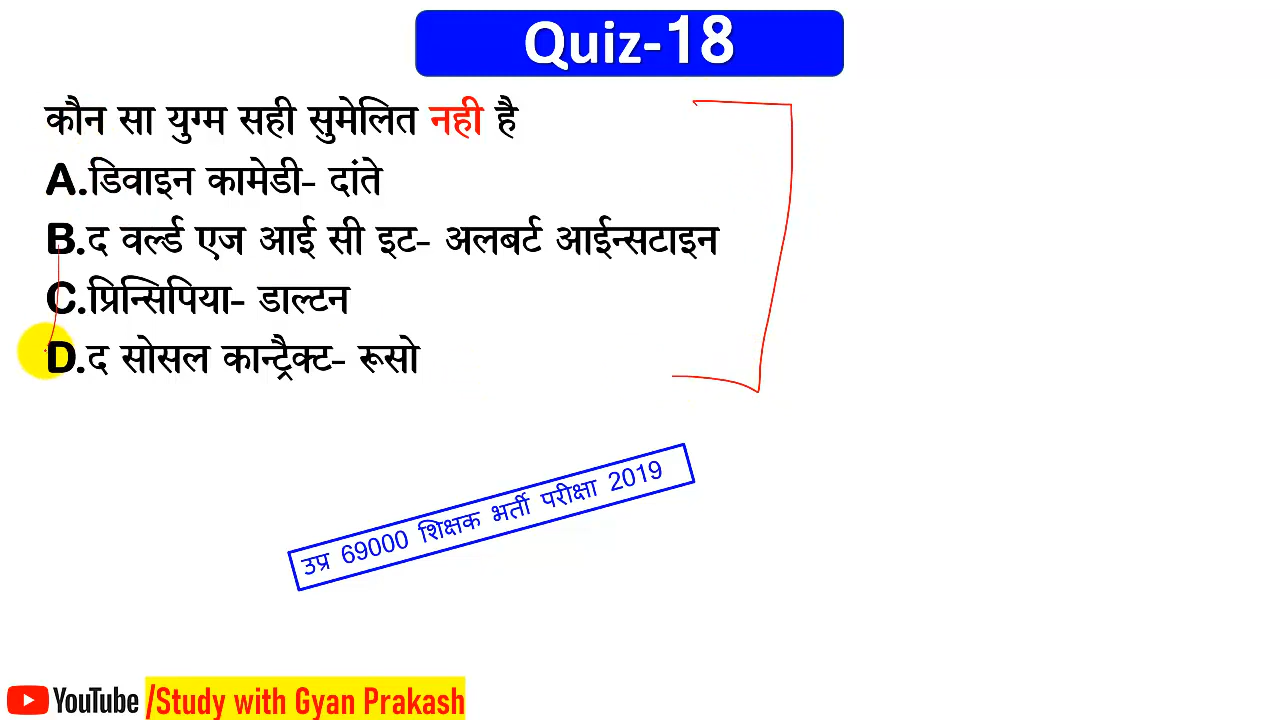 Quiz-18
कौन सा युग्म सही सुमेलित नही है
A.डिवाइन कामेडी- दांते
B.द वर्ल्ड एज आई सी इट- अलबर्ट आईन्सटाइन
C.प्रिन्सिपिया- डाल्टन
D.द सोसल कान्ट्रैक्ट- रूसो
उप्र 69000 शिक्षक भर्ती परीक्षा 2019
YouTube /Study with Gyan Prakash